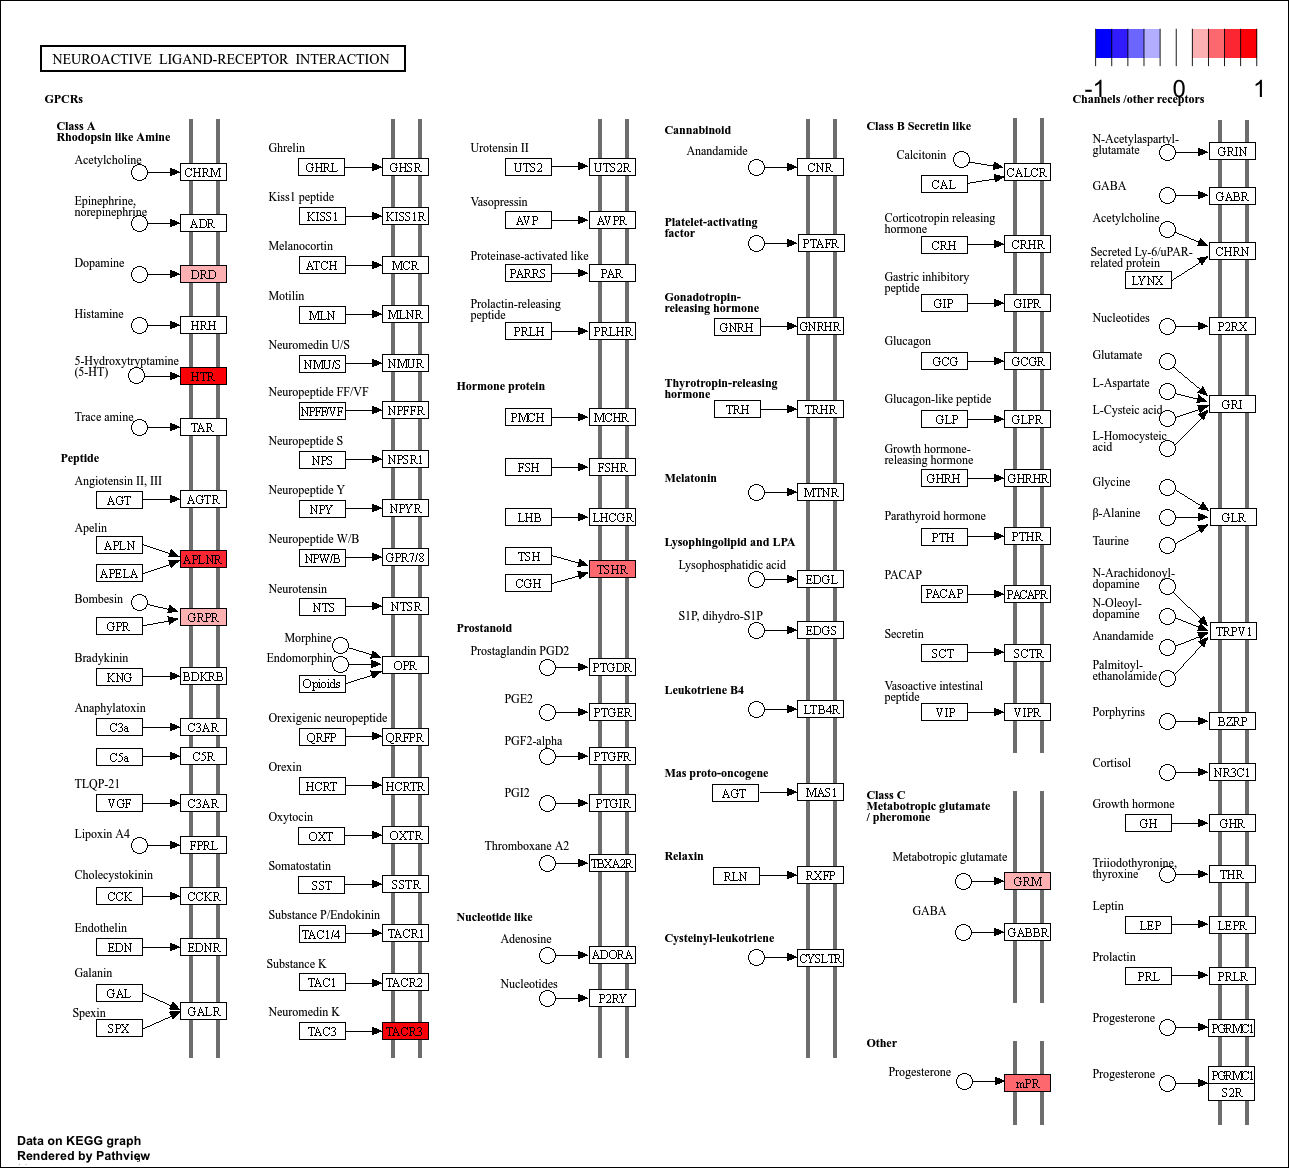 NEUROACTIVE LIGAND-RECEPTOR INTERACTION
-1
0
1
GPCRs
Class A
Rhodopsin like Amine
Acetylcholine
CHRM
Epinephrine,
norepinephrine
ADR
Dopamine
DRD
Histamine
HRH
5-Hydroxytryptamine
(5-HT)
HTR
Trace amine
TAR
Peptide
Angiotensin II, III
AGT
AGTR
Apelin
APLN
APELA
APLNR
Bombesin
GPR
GRPR
Bradykinin
KNG
BDKRB
Anaphylatoxin
C3a
C3AR
C5a
C5R
TLQP-21
VGF
C3AR
Lipoxin A4
FPRL
Cholecystokinin
CCK
CCKR
Endothelin
EDN
EDNR
Galanin
GAL
Spexin
SPX
GALR
Ghrelin
GHRL
GHSR
Kiss1 peptide
KISS1
KISS1R
Melanocortin
ATCH
MCR
Motilin
MLN
MLNR
Neuromedin U/S
NMU/S
NMUR
Neuropeptide FF/VF
NPFF/VF
NPFFR
Neuropeptide S
NPS
NPSR1
Neuropeptide Y
NPY
NPYR
Neuropeptide W/B
NPW/B
GPR7/8
Neurotensin
NTS
NTSR
Morphine
Endomorphin
Opioids
OPR
Orexigenic neuropeptide
QRFP
QRFPR
Orexin
HCRT
HCRTR
Oxytocin
OXT
OXTR
Somatostatin
SST
SSTR
Substance P/Endokinin
TAC1/4
TACR1
Substance K
TAC1
TACR2
Neuromedin K
TAC3
TACR3
Urotensin II
UTS2
UTS2R
Vasopressin
AVP
AVPR
Proteinase-activated like
PARRS
PAR
Prolactin-releasing
peptide
PRLH
PRLHR
Hormone protein
PMCH
MCHR
FSH
FSHR
LHB
LHCGR
TSH
CGH
TSHR
Prostanoid
Prostaglandin PGD2
PTGDR
PGE2
PTGER
PGF2-alpha
PTGFR
PGI2
PTGIR
Thromboxane A2
TBXA2R
Nucleotide like
Adenosine
ADORA
Nucleotides
P2RY
Cannabinoid
Anandamide
CNR
Platelet-activating
factor
PTAFR
Gonadotropin-
releasing hormone
GNRH
GNRHR
Thyrotropin-releasing
hormone
TRH
TRHR
Melatonin
MTNR
Lysophingolipid and LPA
Lysophosphatidic acid
EDGL
S1P, dihydro-S1P
EDGS
Leukotriene B4
LTB4R
Mas proto-oncogene
AGT
MAS1
Relaxin
RLN
RXFP
Cysteinyl-leukotriene
CYSLTR
Class B Secretin like
Calcitonin
CAL
CALCR
Corticotropin releasing
hormone
CRH
CRHR
Gastric inhibitory
peptide
GIP
GIPR
Glucagon
GCG
GCGR
Glucagon-like peptide
GLP
GLPR
Growth hormone-
releasing hormone
GHRH
GHRHR
Parathyroid hormone
PTH
PTHR
PACAP
PACAP
PACAPR
Secretin
SCT
SCTR
Vasoactive intestinal
peptide
VIP
VIPR
Class C
Metabotropic glutamate
/ pheromone
Metabotropic glutamate
GRM
GABA
GABBR
Other
Progesterone
mPR
Channels /other receptors
N-Acetylaspartyl-
glutamate
GRIN
GABA
GABR
Acetylcholine
CHRN
Secreted Ly-6/uPAR-
related protein
LYNX
Nucleotides
P2RX
Glutamate
L-Aspartate
L-Cysteic acid
L-Homocysteic
acid
GRI
Glycine
β-Alanine
Taurine
GLR
N-Arachidonoyl-
dopamine
N-Oleoyl-
dopamine
Anandamide
Palmitoyl-
ethanolamide
TRPV1
Porphyrins
BZRP
Cortisol
NR3C1
Growth hormone
GH
GHR
Triiodothyronine,
thyroxine
THR
Leptin
LEP
LEPR
Prolactin
PRL
PRLR
Progesterone
PGRMC1
Progesterone
PGRMC1
S2R
Data on KEGG graph
Rendered by Pathview